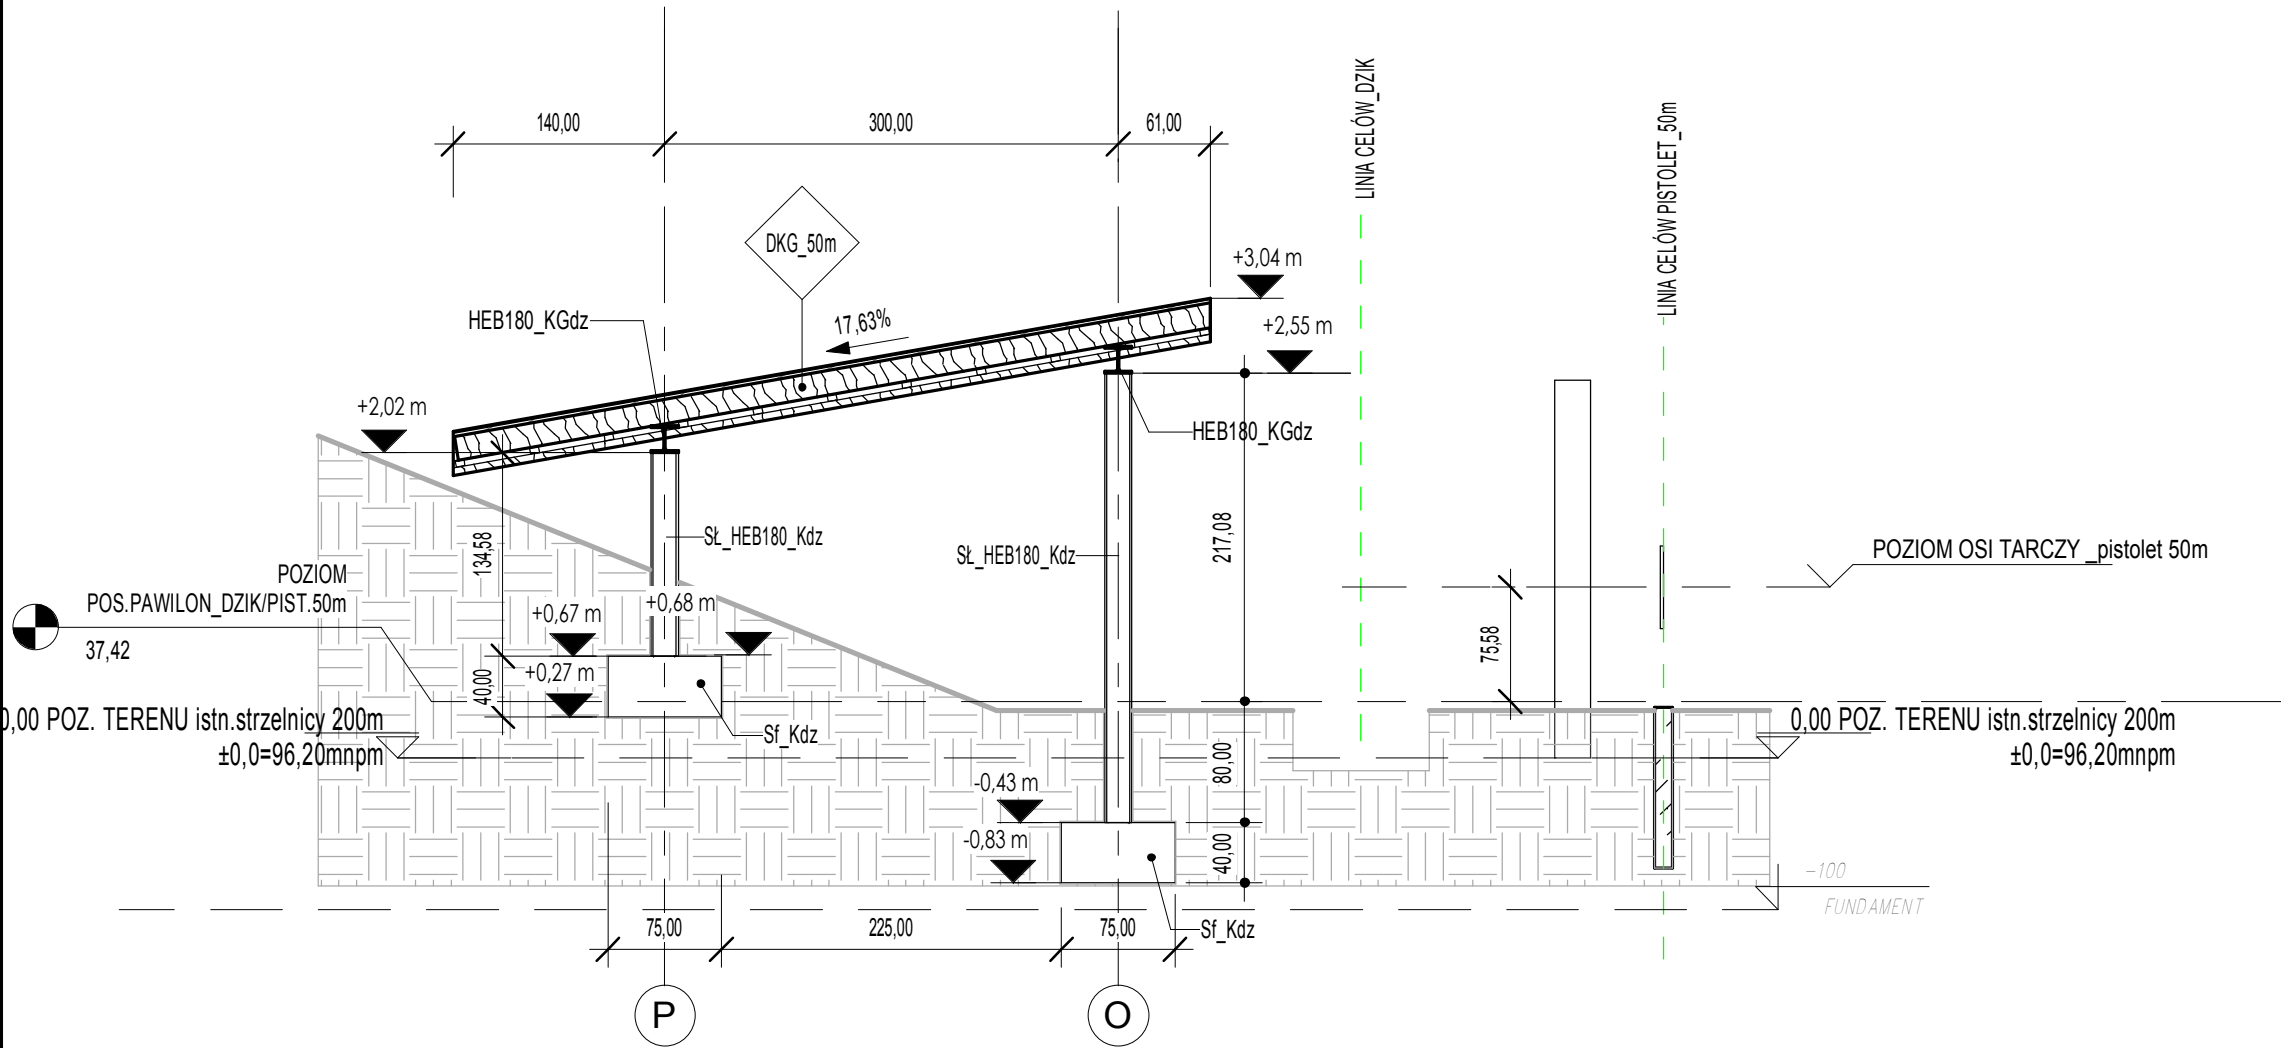 140,00
300,00
61,00
LINIA CELÓW_DZIK
LINIA CELÓW PISTOLET_50m
DKG_50m
+3,04 m
HEB180_KGdz
17,63%
+2,55 m
+2,02 m
HEB180_KGdz
134,58
SŁ_HEB180_Kdz
SŁ_HEB180_Kdz
217,08
POZIOM OSI TARCZY _pistolet 50m
POZIOM
POS.PAWILON_DZIK/PIST.50m
37,42
+0,67 m
+0,68 m
75,58
+0,27 m
40,00
0,00 POZ. TERENU istn.strzelnicy 200m
±0,0=96,20mnpm
Sf_Kdz
0,00 POZ. TERENU istn.strzelnicy 200m
±0,0=96,20mnpm
80,00
-0,43 m
-0,83 m
40,00
-100
FUNDAMENT
75,00
225,00
75,00
Sf_Kdz
P
O